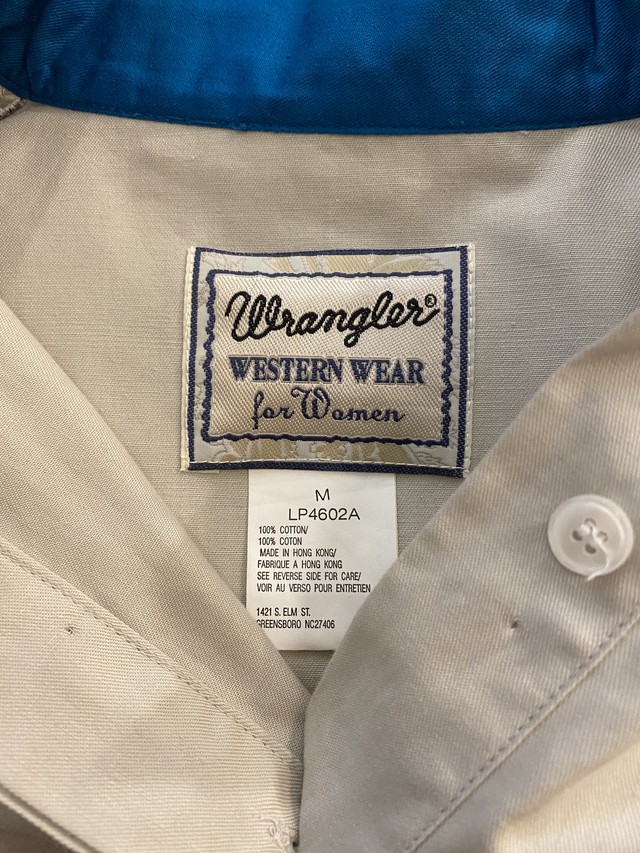 Wrangler®
WESTERN WEAR
for Women
M
LP4602A
100% COTTON/
100% COTON
MADE IN HONG KONG/
FABRIQUE A HONG KONG
SEE REVERSE SIDE FOR CARE/
VOIR AU VERSO POUR ENTRETIEN
1421 S. ELM ST.
GREENSBORO NC27406